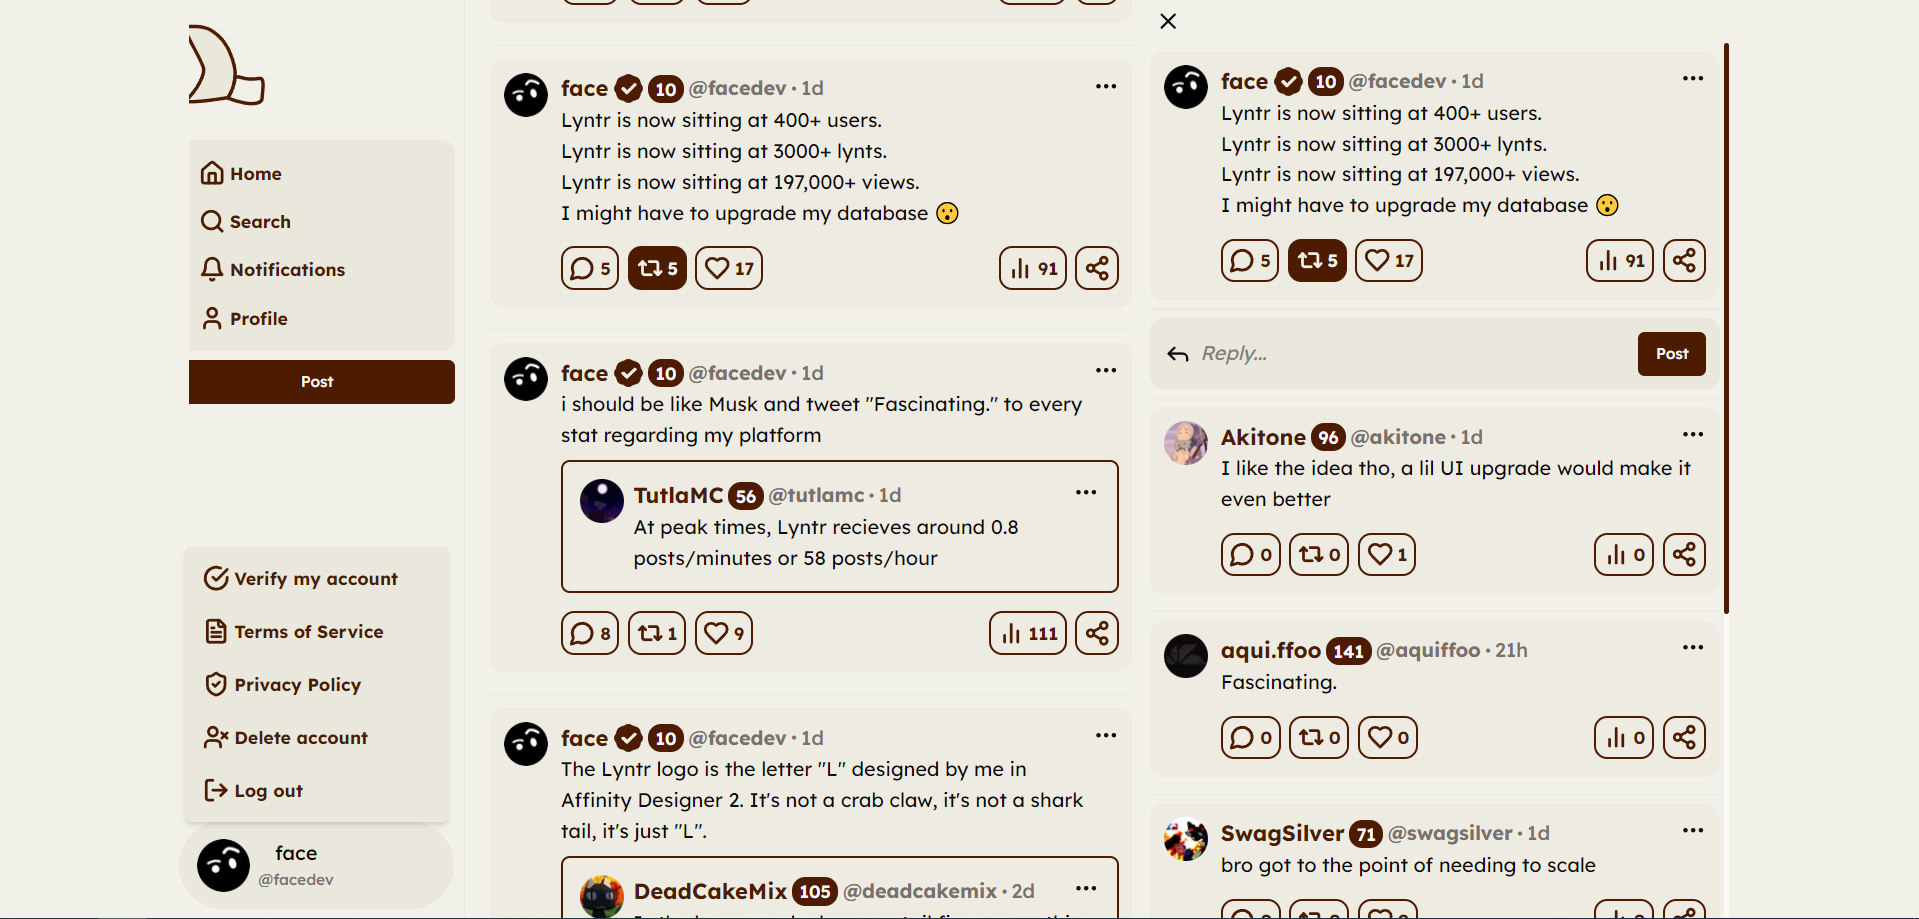 Home
Search
Notifications
Profile
Post
Verify my account
Terms of Service
Privacy Policy
Delete account
Log out
face
@facedev
face 10 @facedev · 1d
Lyntr is now sitting at 400+ users.
Lyntr is now sitting at 3000+ lynts.
Lyntr is now sitting at 197,000+ views.
I might have to upgrade my database 😮
5 5 17 91
face 10 @facedev · 1d
i should be like Musk and tweet "Fascinating." to every
stat regarding my platform
TutlaMC 56 @tutlamc · 1d
At peak times, Lyntr recieves around 0.8
posts/minutes or 58 posts/hour
8 1 9 111
face 10 @facedev · 1d
The Lyntr logo is the letter "L" designed by me in
Affinity Designer 2. It's not a crab claw, it's not a shark
tail, it's just "L".
DeadCakeMix 105 @deadcakemix · 2d
face 10 @facedev · 1d
Lyntr is now sitting at 400+ users.
Lyntr is now sitting at 3000+ lynts.
Lyntr is now sitting at 197,000+ views.
I might have to upgrade my database 😮
5 5 17 91
Reply...
Post
Akitone 96 @akitone · 1d
I like the idea tho, a lil UI upgrade would make it
even better
0 0 1 0
aqui.ffoo 141 @aquiffoo · 21h
Fascinating.
0 0 0 0
SwagSilver 71 @swagsilver · 1d
bro got to the point of needing to scale